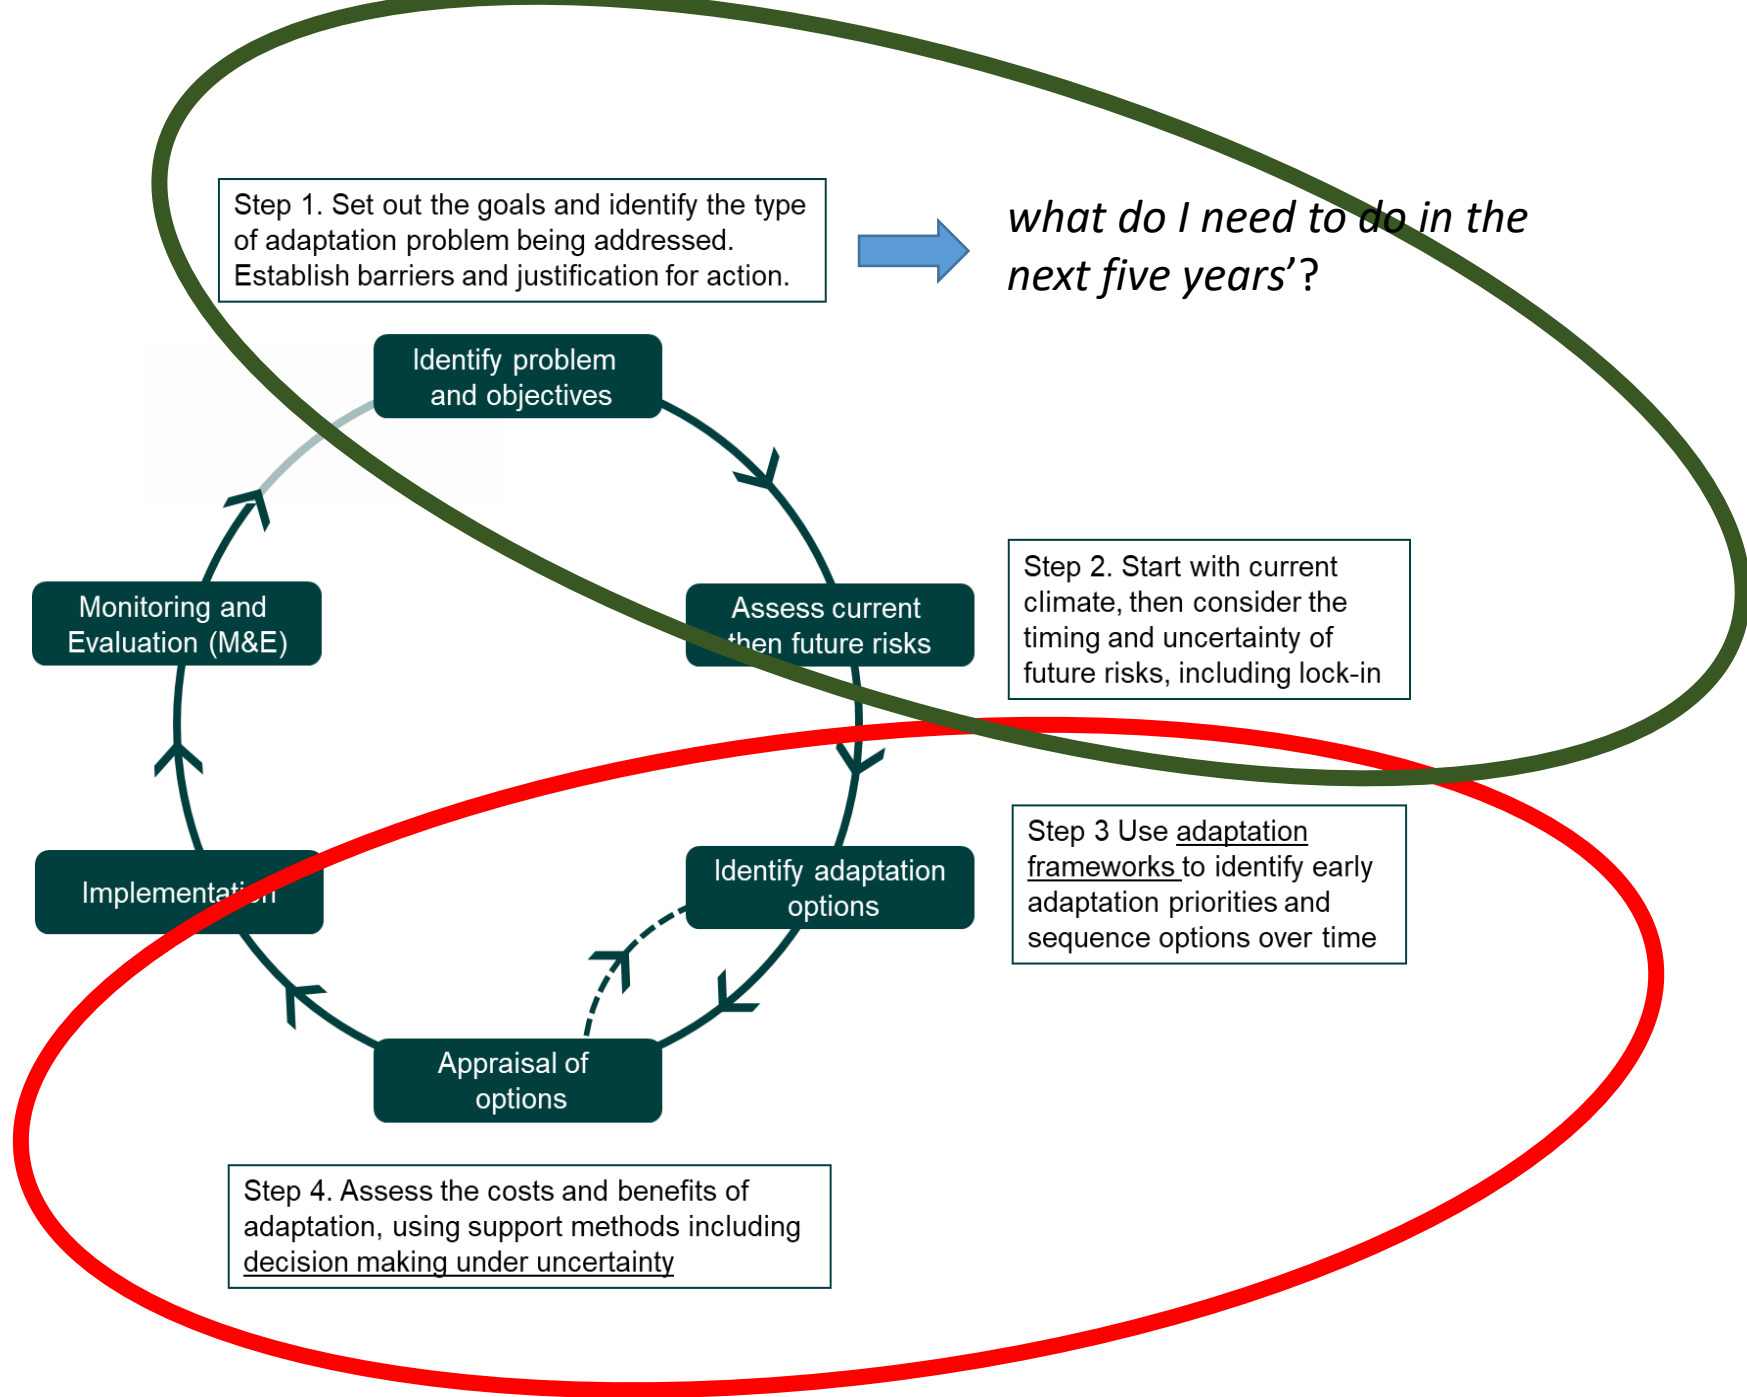 Step 1. Set out the goals and identify the type
of adaptation problem being addressed.
Establish barriers and justification for action.
what do I need to do in the
next five years’?
Identify problem
and objectives
Assess current
then future risks
Step 2. Start with current
climate, then consider the
timing and uncertainty of
future risks, including lock-in
Monitoring and
Evaluation (M&E)
Identify adaptation
options
Step 3 Use adaptation
frameworks to identify early
adaptation priorities and
sequence options over time
Implementation
Appraisal of
options
Step 4. Assess the costs and benefits of
adaptation, using support methods including
decision making under uncertainty